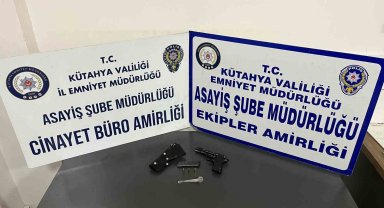 T.C.
KÜTAHYA VALİLİĞİ
İL EMNİYET MÜDÜRLÜĞÜ
ASAYİŞ ŞUBE MÜDÜRLÜĞÜ
CİNAYET BÜRO AMİRLİĞİ
T.C.
KÜTAHYA VALİLİĞİ
EMNİYET MÜDÜRLÜĞÜ
ASAYİŞ ŞUBE MÜDÜRLÜĞÜ
EKİPLER AMİRLİĞİ